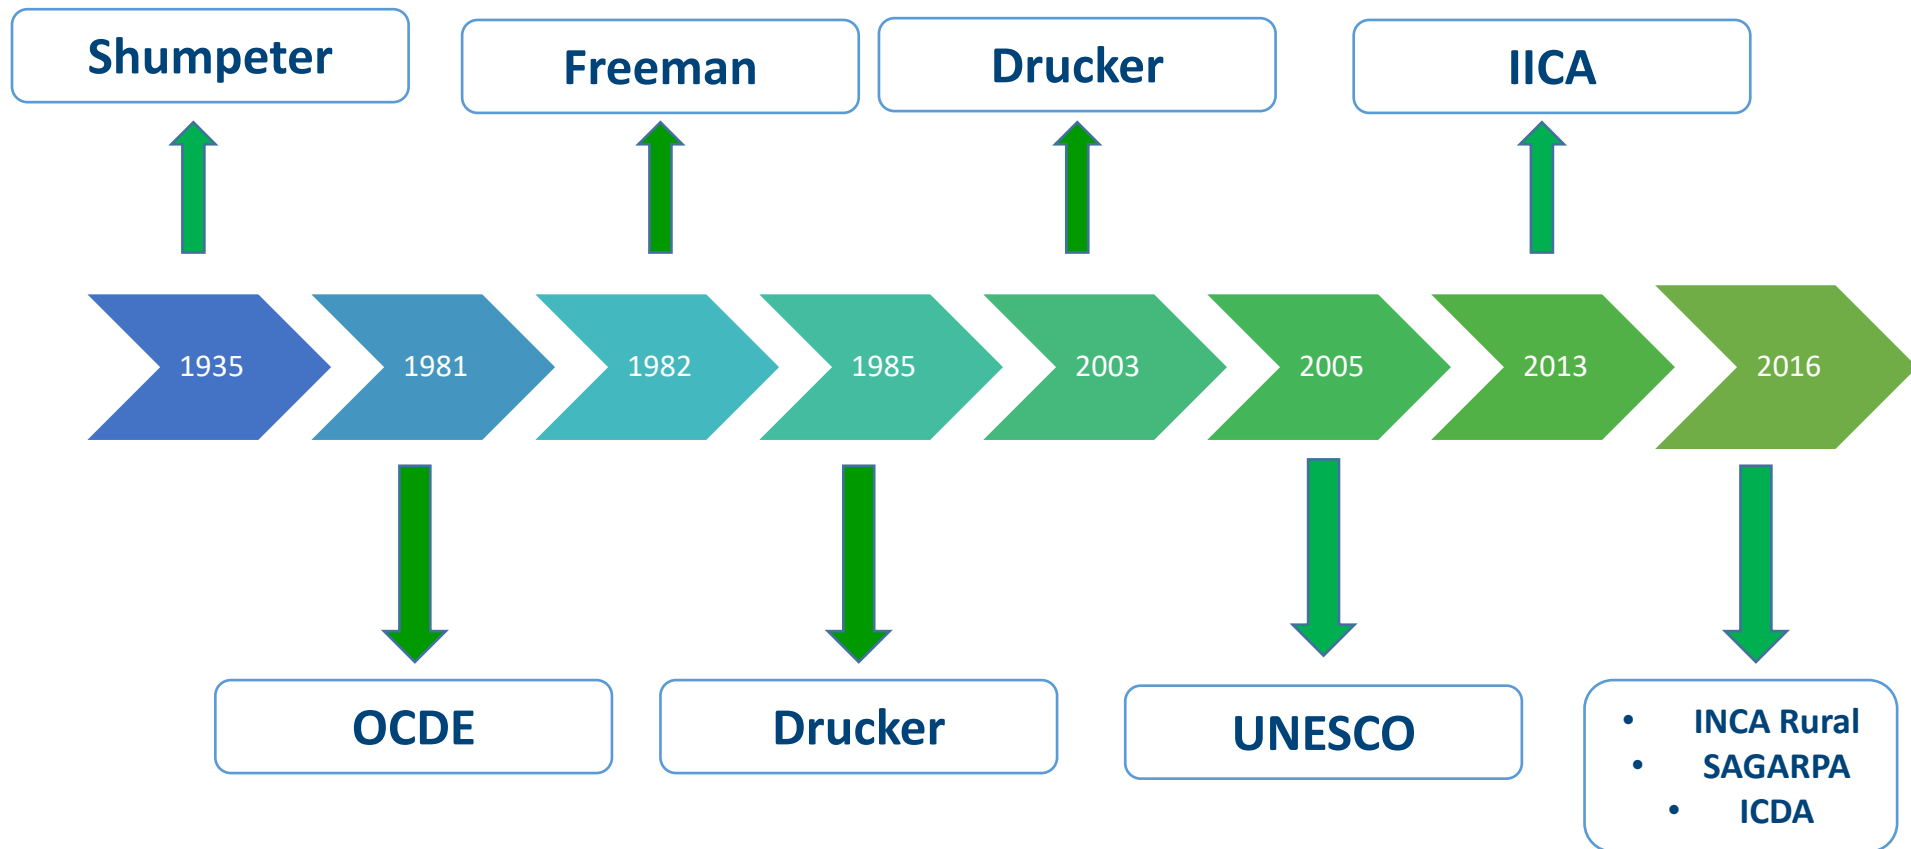 Shumpeter
Freeman
Drucker
IICA
1935
1981
1982
1985
2003
2005
2013
2016
OCDE
Drucker
UNESCO
• INCA Rural
• SAGARPA
• ICDA